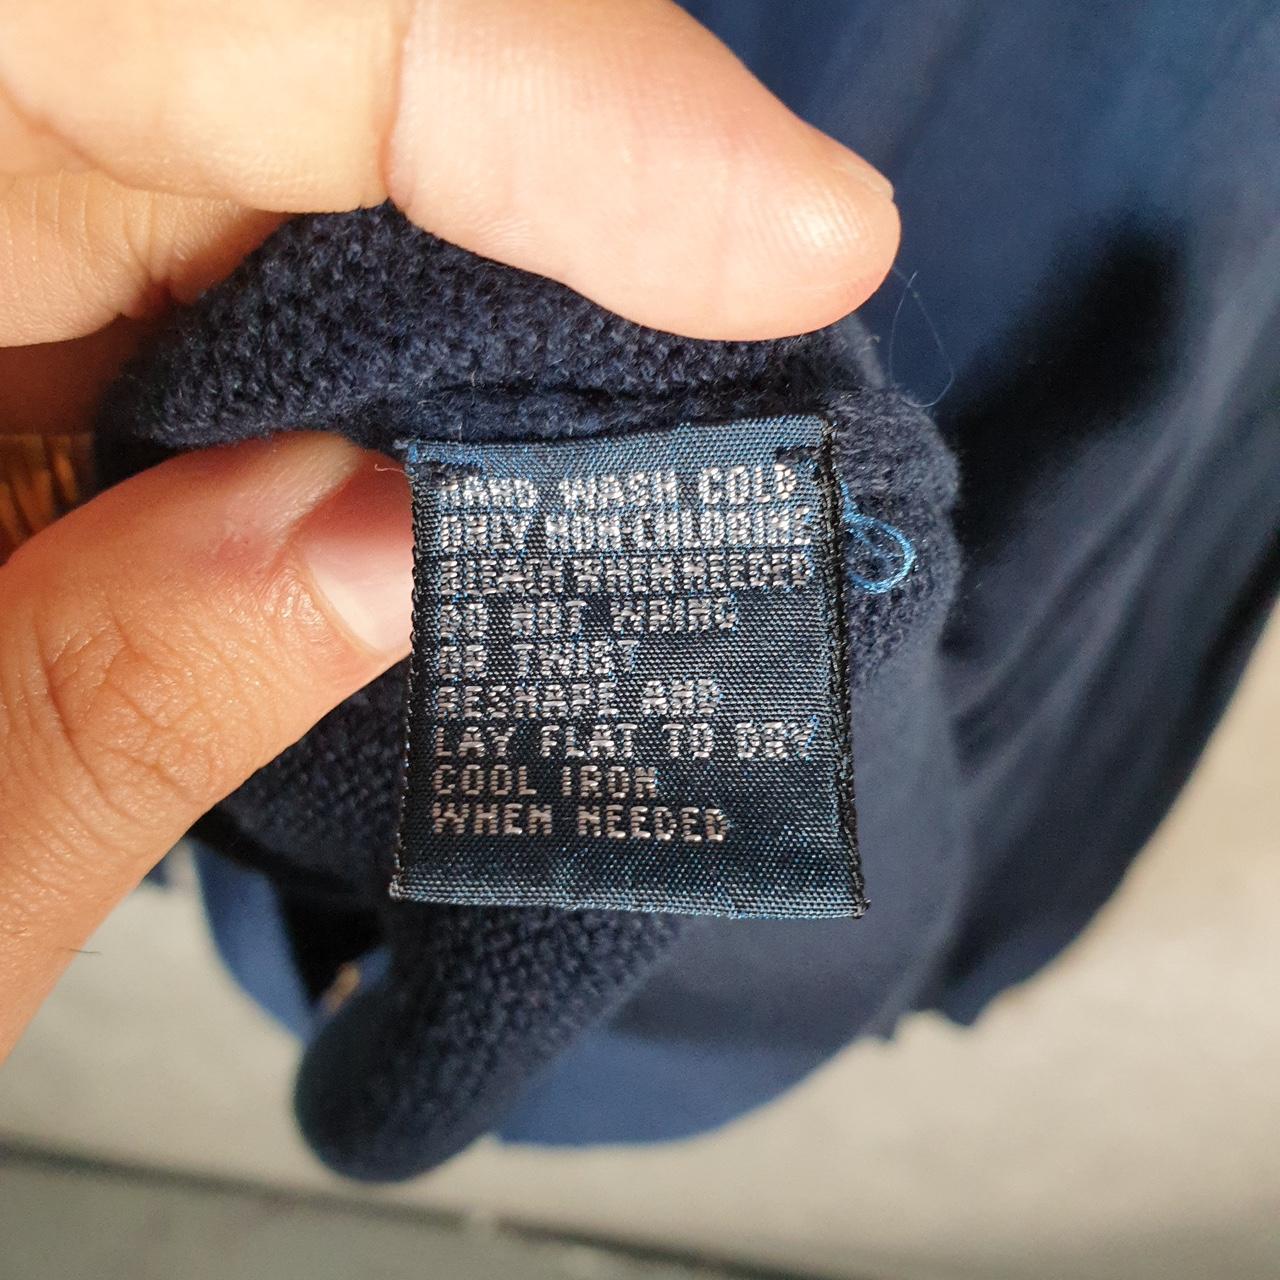 HAND WASH COLD
ONLY NON-CHLORINE
BLEACH WHEN NEEDED
DO NOT WRING
OR TWIST
RESHAPE AND
LAY FLAT TO DRY
COOL IRON
WHEN NEEDED